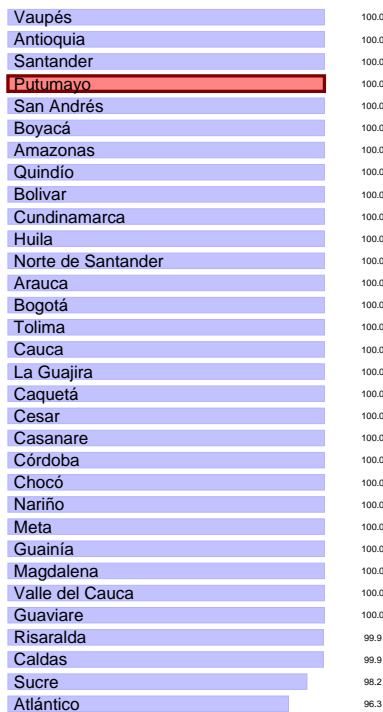 Vaupés 100.0
Antioquia 100.0
Santander 100.0
Putumayo 100.0
San Andrés 100.0
Boyacá 100.0
Amazonas 100.0
Quindío 100.0
Bolivar 100.0
Cundinamarca 100.0
Huila 100.0
Norte de Santander 100.0
Arauca 100.0
Bogotá 100.0
Tolima 100.0
Cauca 100.0
La Guajira 100.0
Caquetá 100.0
Cesar 100.0
Casanare 100.0
Córdoba 100.0
Chocó 100.0
Nariño 100.0
Meta 100.0
Guainía 100.0
Magdalena 100.0
Valle del Cauca 100.0
Guaviare 100.0
Risaralda 99.9
Caldas 99.9
Sucre 98.2
Atlántico 96.3